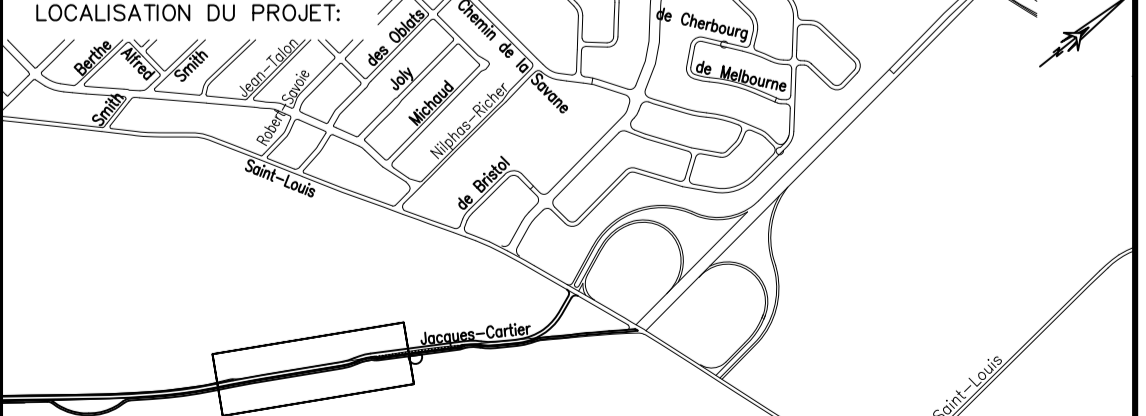 LOCALISATION DU PROJET:
Berthe
Alfred
Smith
Jean-Talon
des Oblats
Chemin de la Savane
de Cherbourg
de Melbourne
Smith
Robert-Savoie
Joly
Michaud
Nilphas-Richer
Saint-Louis
de Bristol
Jacques-Cartier
Saint-Louis